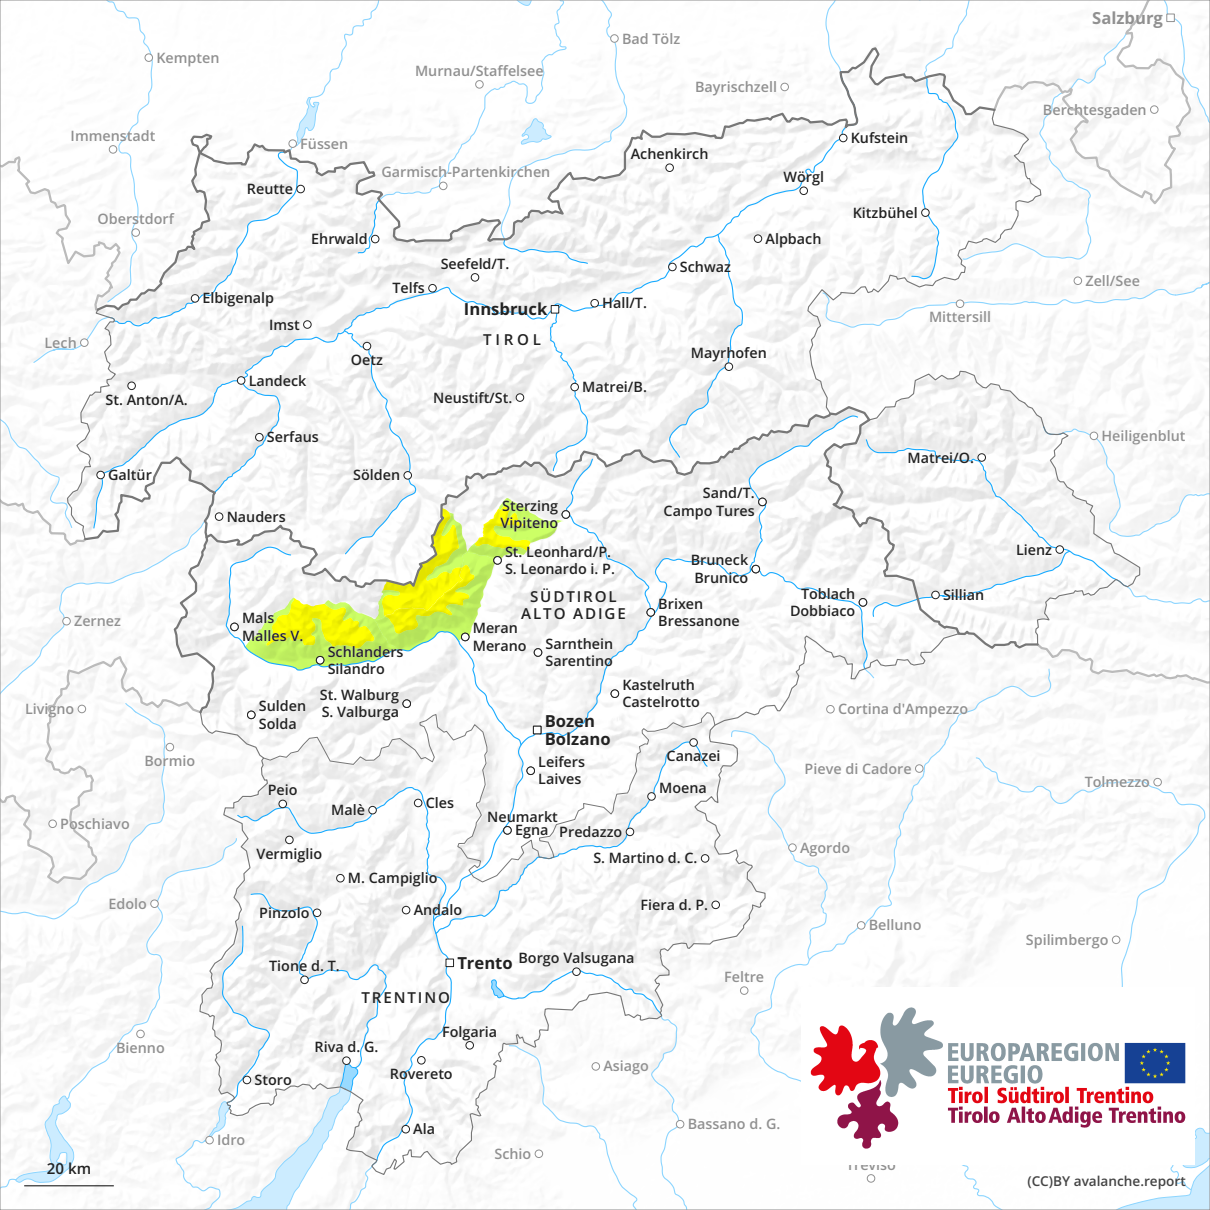 Salzburg
Bad Tölz
Kempten
Murnau/Staffelsee
Bayrischzell
Berchtesgaden
Immenstadt
Füssen
Kufstein
Achenkirch
Garmisch-Partenkirchen
Wörgl
Reutte
Kitzbühel
Oberstdorf
Ehrwald
Alpbach
Seefeld/T.
Schwaz
Zell/See
Telfs
Elbigenalp
Hall/T.
Innsbruck
Mittersill
Imst
TIROL
Lech
Oetz
Mayrhofen
Landeck
Matrei/B.
St. Anton/A.
Neustift/St.
Serfaus
Heiligenblut
Matrei/O.
Galtür
Sölden
Sand/T.
Campo Tures
Sterzing
Vipiteno
Nauders
St. Leonhard/P.
S. Leonardo i. P.
Lienz
Bruneck
Brunico
SÜDTIROL
ALTO ADIGE
Toblach
Dobbiaco
Sillian
Brixen
Bressanone
Zernez
Mals
Malles V.
Meran
Merano
Sarnthein
Sarentino
Schlanders
Silandro
Kastelruth
Castelrotto
St. Walburg
S. Valburga
Livigno
Sulden
Solda
Cortina d'Ampezzo
Bozen
Bolzano
Bormio
Canazei
Leifers
Laives
Pieve di Cadore
Tolmezzo
Peio
Moena
Malè
Cles
Neumarkt
Egna
Poschiavo
Predazzo
Vermiglio
Agordo
S. Martino d. C.
M. Campiglio
Edolo
Pinzolo
Andalo
Fiera d. P.
Belluno
Spilimbergo
Trento
Borgo Valsugana
Tione d. T.
Feltre
TRENTINO
Folgaria
Bienno
Riva d. G.
Rovereto
Asiago
Storo
EUROPAREGION
EUREGIO
Tirol Südtirol Trentino
Tirolo Alto Adige Trentino
Ala
Bassano d. G.
Idro
Schio
Treviso
20 km
(CC)BY avalanche.report